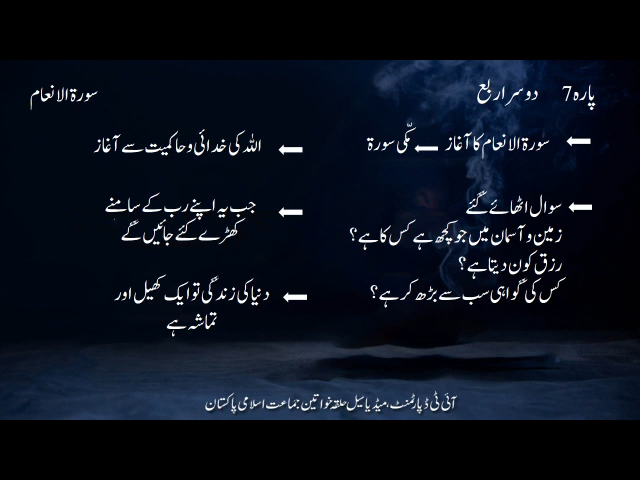 پارہ 7 دوسرا ربع
سورۃ الانعام
سورۃ الانعام کا آغاز ← مکّی سورۃ
سوال اٹھائے گئے
زمین و آسمان میں جو کچھ ہے کس کا ہے؟
رزق کون دیتا ہے؟
کس کی گواہی سب سے بڑھ کر ہے؟
اللہ کی خدائی و حاکمیت سے آغاز
جب یہ اپنے رب کے سامنے
کھڑے کئے جائیں گے
دنیا کی زندگی تو ایک کھیل اور
تماشہ ہے
آئی ٹی ڈپارٹمنٹ، میڈیا سیل حلقہ خواتین جماعت اسلامی پاکستان